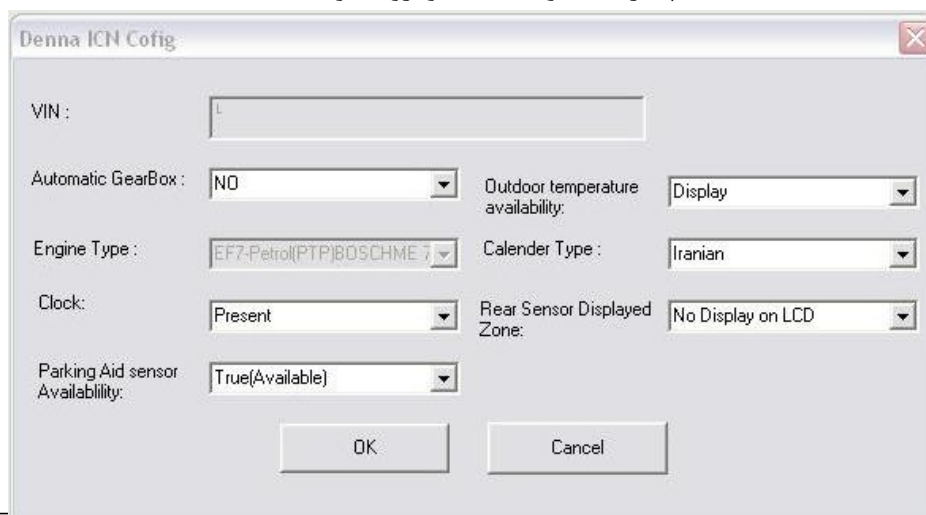 Denna ICN Cofig
VIN :
Automatic GearBox :
NO
Outdoor temperature
availability:
Display
Engine Type :
EF7-Petrol(PTP)BOSCHME 7
Calender Type :
Iranian
Clock:
Present
Rear Sensor Displayed
Zone:
No Display on LCD
Parking Aid sensor
Availablility:
True(Available)
OK
Cancel